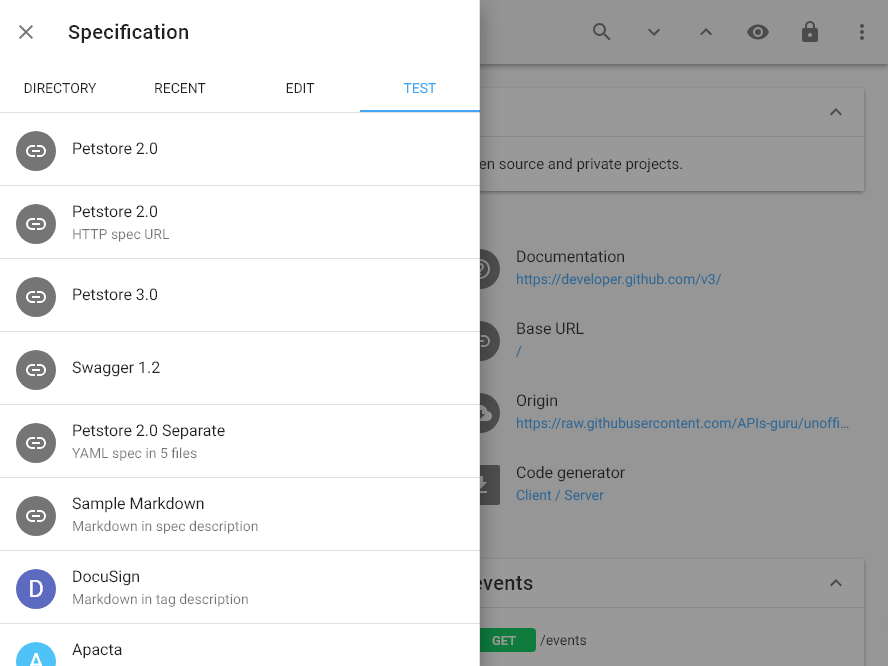 Specification
DIRECTORY
RECENT
EDIT
TEST
Petstore 2.0
Petstore 2.0
HTTP spec URL
Petstore 3.0
Swagger 1.2
Petstore 2.0 Separate
YAML spec in 5 files
Sample Markdown
Markdown in spec description
D
DocuSign
Markdown in tag description
A
Apacta
en source and private projects.
Documentation
https://developer.github.com/v3/
Base URL
/
Origin
https://raw.githubusercontent.com/APIs-guru/unoffi...
Code generator
Client / Server
events
GET
/events